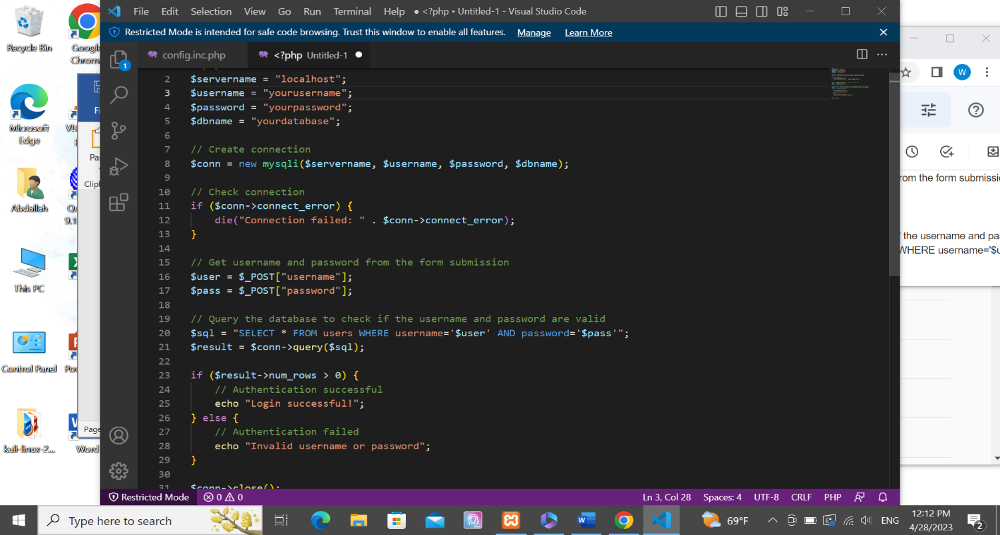 File Edit Selection View Go Run Terminal Help ● <?php • Untitled-1 - Visual Studio Code
Restricted Mode is intended for safe code browsing. Trust this window to enable all features. Manage Learn More
config.inc.php <?php Untitled-1
2 $servername = "localhost";
3 $username = "yourusername";
4 $password = "yourpassword";
5 $dbname = "yourdatabase";
6
7 // Create connection
8 $conn = new mysqli($servername, $username, $password, $dbname);
9
10 // Check connection
11 if ($conn->connect_error) {
12 die("Connection failed: " . $conn->connect_error);
13 }
14
15 // Get username and password from the form submission
16 $user = $_POST["username"];
17 $pass = $_POST["password"];
18
19 // Query the database to check if the username and password are valid
20 $sql = "SELECT * FROM users WHERE username='$user' AND password='$pass'";
21 $result = $conn->query($sql);
22
23 if ($result->num_rows > 0) {
24 // Authentication successful
25 echo "Login successful!";
26 } else {
27 // Authentication failed
28 echo "Invalid username or password";
29 }
30
31 $conn->close();
1
Restricted Mode 0 0 Ln 3, Col 28 Spaces: 4 UTF-8 CRLF PHP
Recycle Bin
Google
Chrom
Microsoft
Edge
Abdallah
9.1
This PC
Control Panel
kali-linux-2...
Word
Fi
Pas
Clipl
Page
W
rom the form submissi
the username and pa
WHERE username='$u
Type here to search
69°F
ENG
12:12 PM
4/28/2023
2